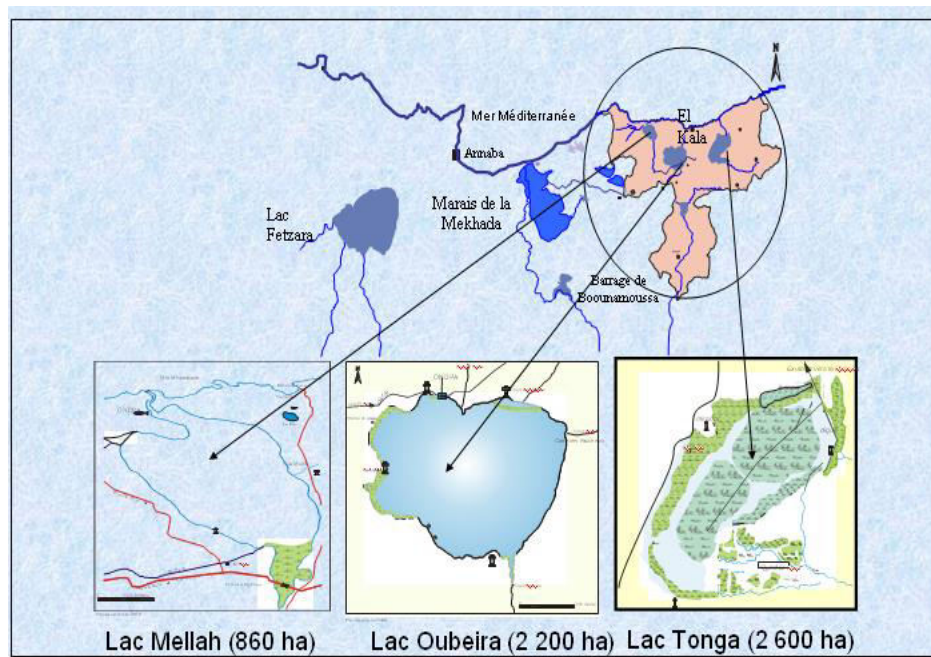 N
Mer Méditerranée
El
Kala
Annaba
Lac
Fetzara
Marais de la
Mekhada
Barrage de
Boounamoussa
Lac Mellah (860 ha)
Lac Oubeira (2 200 ha)
Lac Tonga (2 600 ha)